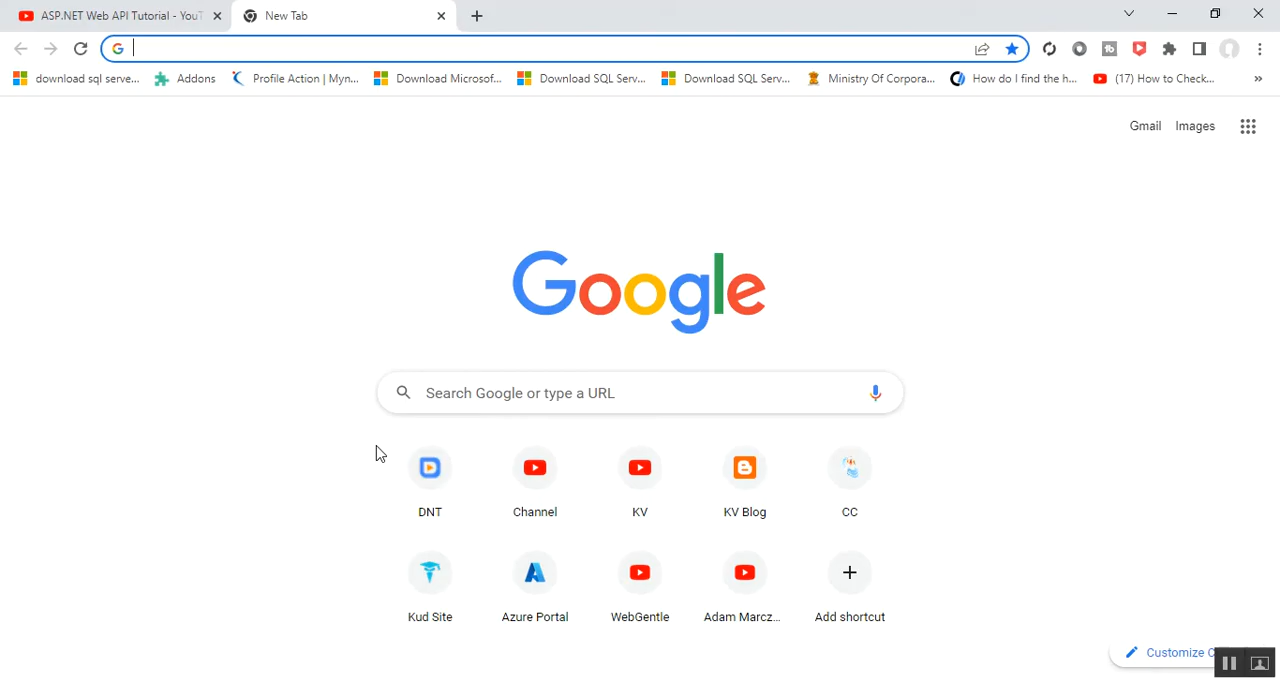 ASP.NET Web API Tutorial - YouT
New Tab
download sql serve...
Addons
Profile Action | Myn...
Download Microsof...
Download SQL Serv...
Download SQL Serv...
Ministry Of Corpora...
How do I find the h...
(17) How to Check...
»
Gmail
Images
Google
Search Google or type a URL
DNT
Channel
KV
KV Blog
CC
Kud Site
Azure Portal
WebGentle
Adam Marcz...
Add shortcut
Customize C